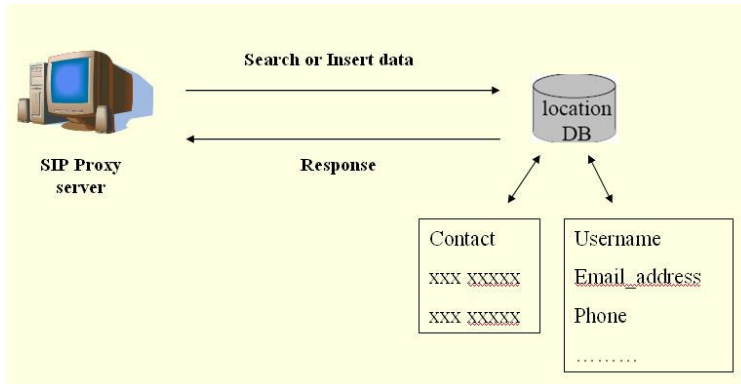 Search or Insert data
location
DB
SIP Proxy
server
Response
Contact
xxx xxxxx
xxx xxxxx
Username
Email_address
Phone
.........